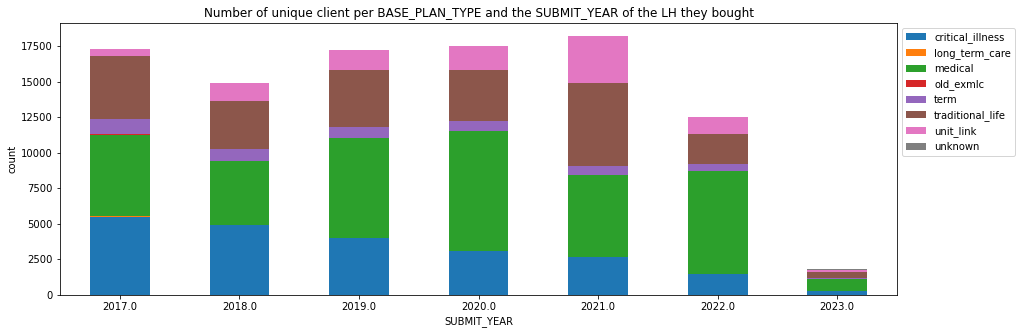 Number of unique client per BASE_PLAN_TYPE and the SUBMIT_YEAR of the LH they bought
17500
15000
12500
10000
7500
5000
2500
0
count
2017.0 2018.0 2019.0 2020.0 2021.0 2022.0 2023.0
SUBMIT_YEAR
critical_illness
long_term_care
medical
old_exmlc
term
traditional_life
unit_link
unknown